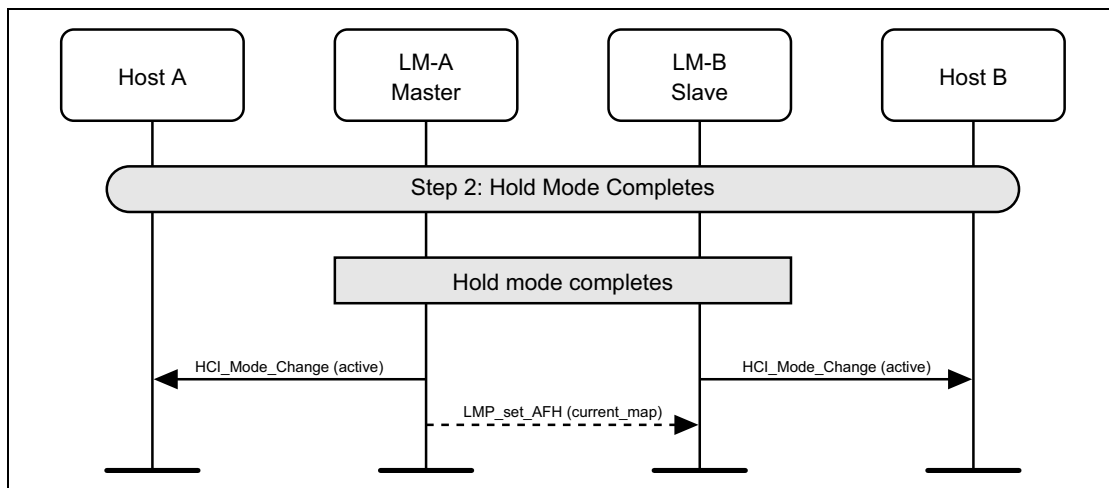 Host A
LM-A
Master
LM-B
Slave
Host B
Step 2: Hold Mode Completes
Hold mode completes
HCI_Mode_Change (active)
HCI_Mode_Change (active)
LMP_set_AFH (current_map)